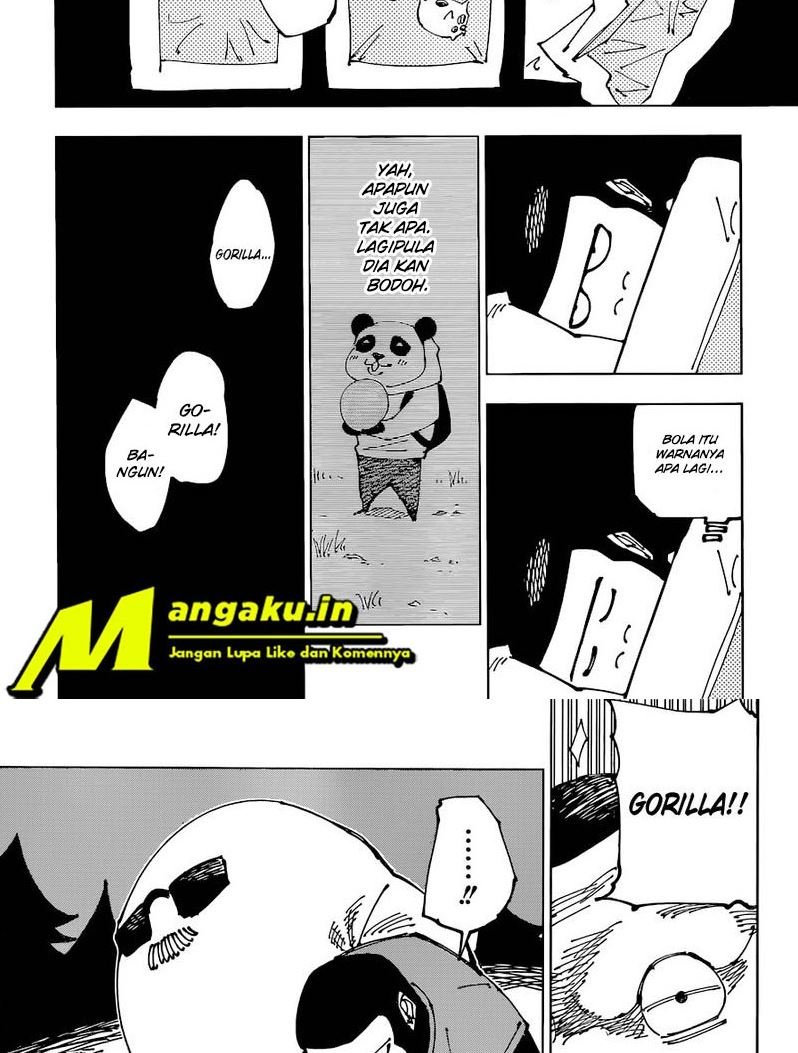 BOLA ITU
WARNANYA
APA LAGI...
YAH,
APAPUN
JUGA
TAK APA.
LAGIPULA
DIA KAN
BODOH.
GORILLA...
GO-
RILLA!
BA-
NGUN!
Mangaku.in
Jangan Lupa Like dan Komennya
GORILLA!!
......!!